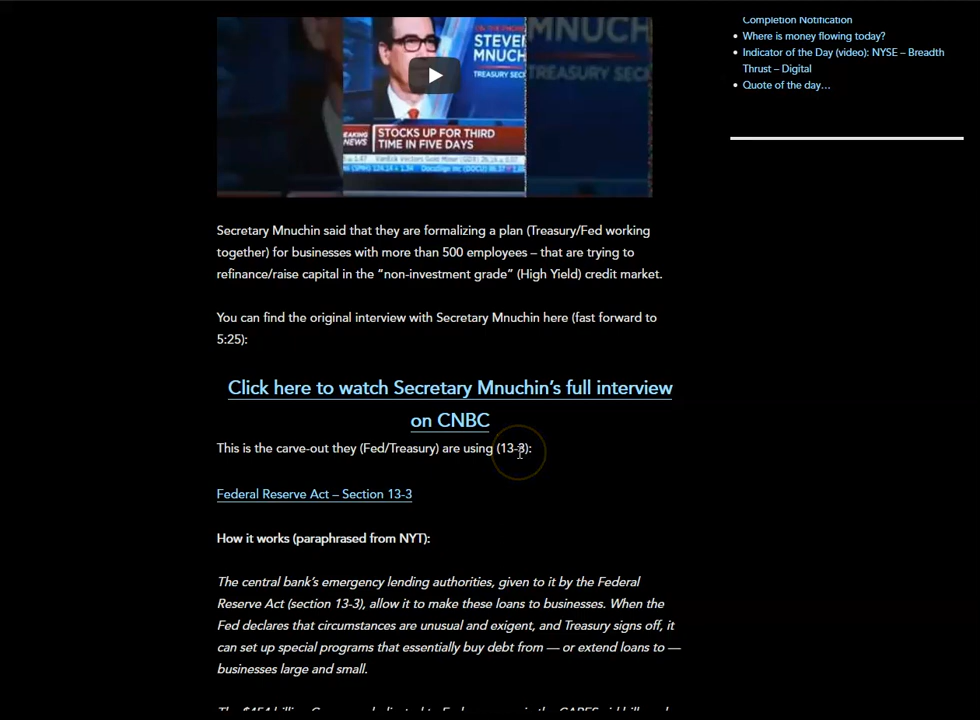 MNUCH
TREASURY SEC
STEVE
MNUCH
TREASURY SEC
BREAKING
NEWS
STOCKS UP FOR THIRD
TIME IN FIVE DAYS
Completion Notification
Where is money flowing today?
Indicator of the Day (video): NYSE – Breadth
Thrust – Digital
Quote of the day…
Secretary Mnuchin said that they are formalizing a plan (Treasury/Fed working
together) for businesses with more than 500 employees – that are trying to
refinance/raise capital in the “non-investment grade” (High Yield) credit market.
You can find the original interview with Secretary Mnuchin here (fast forward to
5:25):
Click here to watch Secretary Mnuchin’s full interview
on CNBC
This is the carve-out they (Fed/Treasury) are using (13-3):
Federal Reserve Act – Section 13-3
How it works (paraphrased from NYT):
The central bank’s emergency lending authorities, given to it by the Federal
Reserve Act (section 13-3), allow it to make these loans to businesses. When the
Fed declares that circumstances are unusual and exigent, and Treasury signs off, it
can set up special programs that essentially buy debt from — or extend loans to —
businesses large and small.